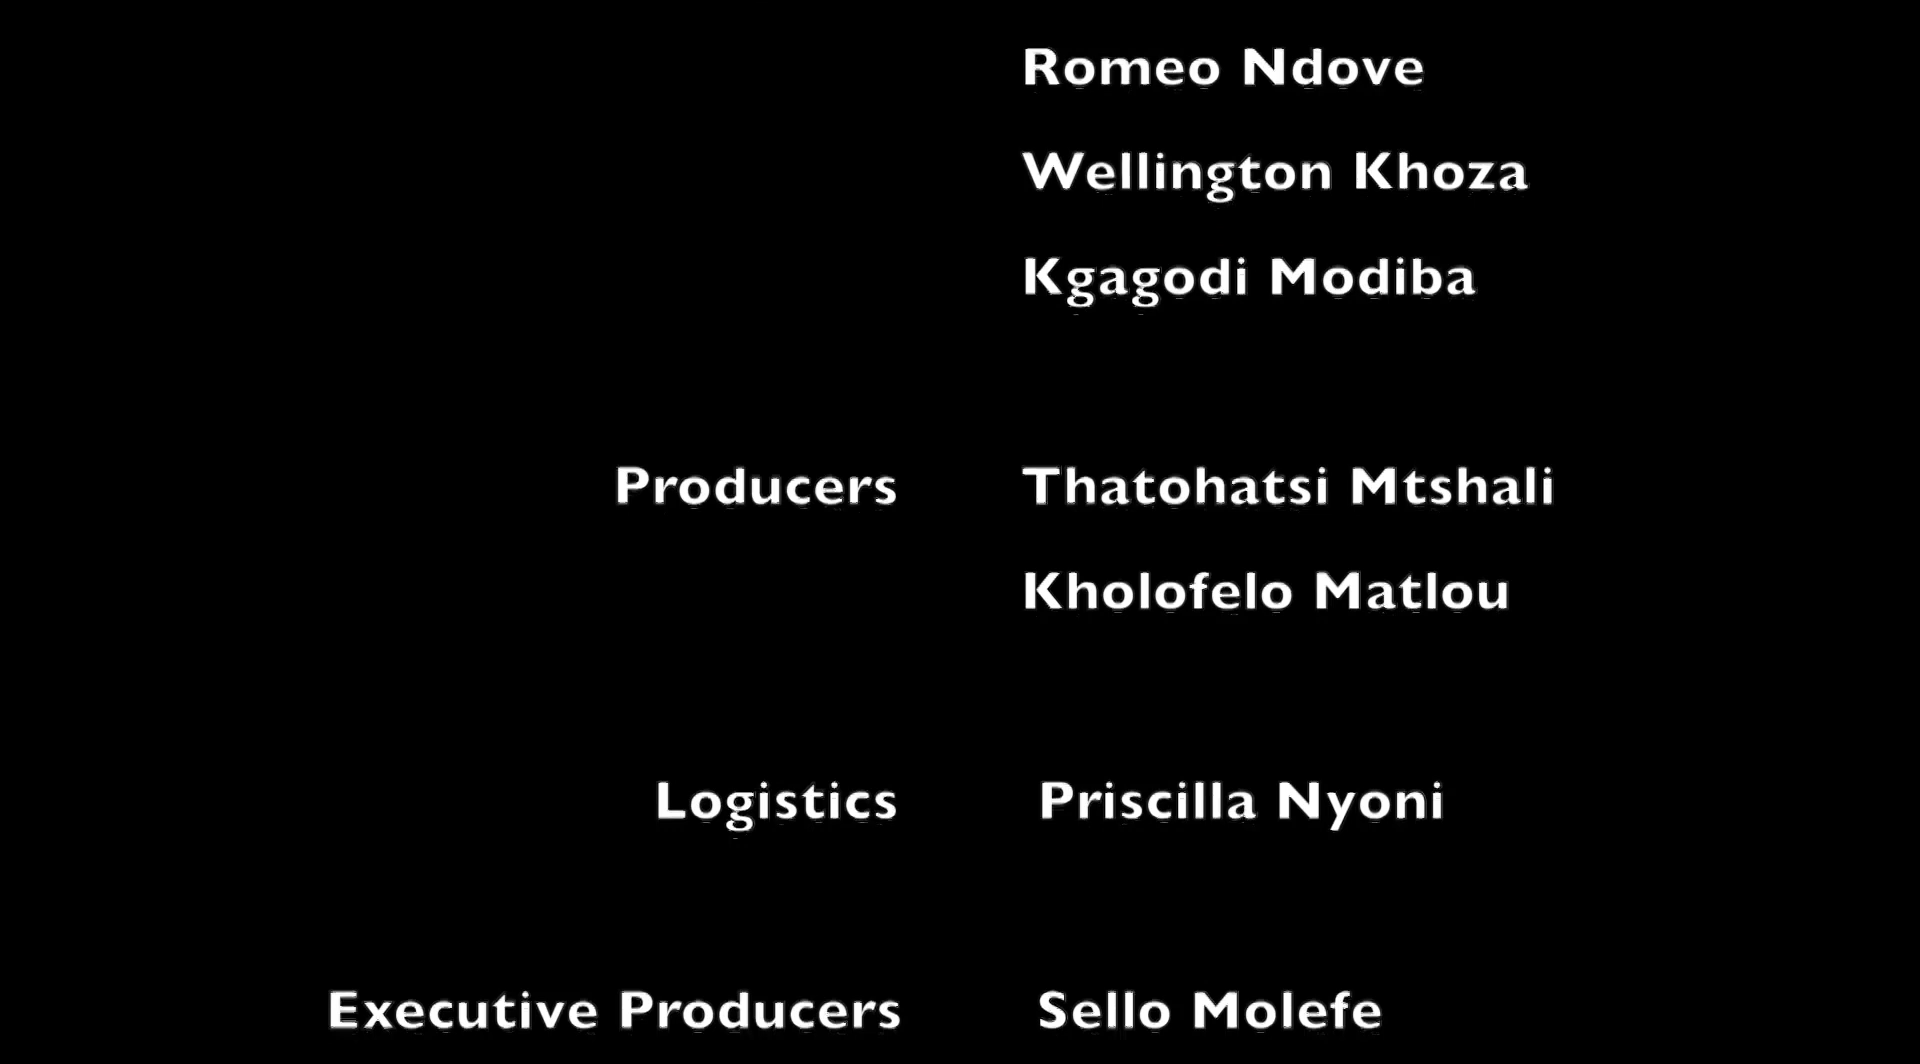 Romeo Ndove
Wellington Khoza
Kgagodi Modiba
Producers Thatohatsi Mtshali
Kholofelo Matlou
Logistics Priscilla Nyoni
Executive Producers Sello Molefe